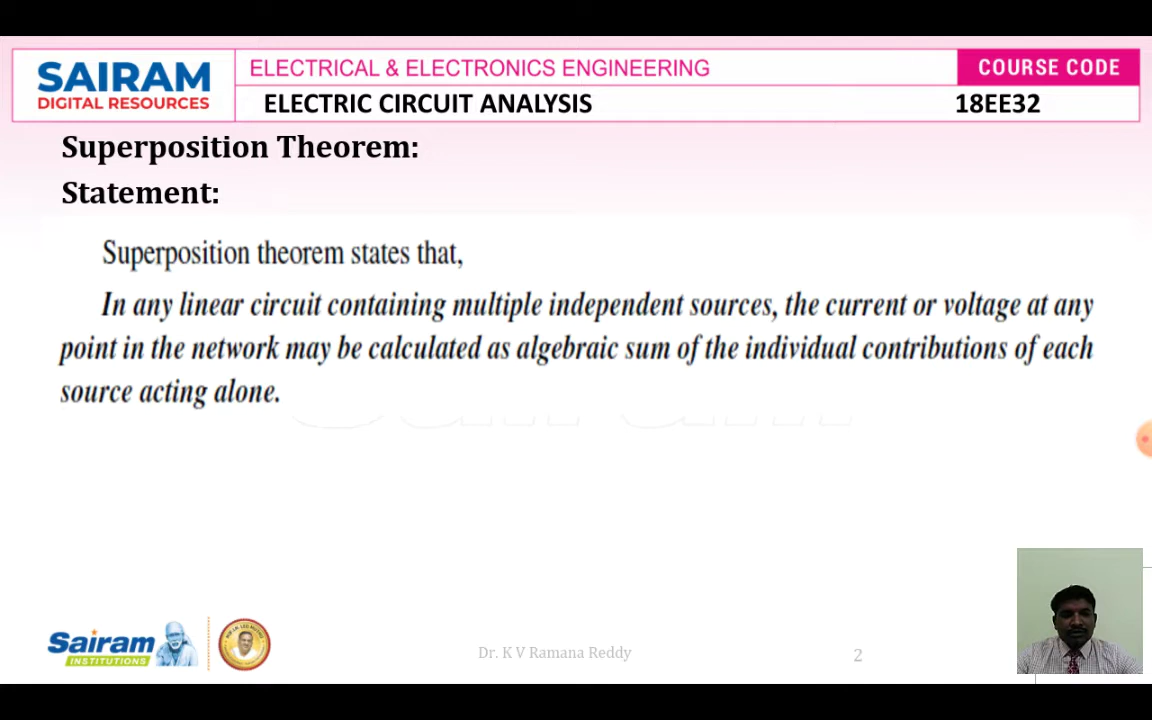 SAIRAM
DIGITAL RESOURCES
ELECTRICAL & ELECTRONICS ENGINEERING
COURSE CODE
ELECTRIC CIRCUIT ANALYSIS
18EE32
Superposition Theorem:
Statement:
Superposition theorem states that,
In any linear circuit containing multiple independent sources, the current or voltage at any
point in the network may be calculated as algebraic sum of the individual contributions of each
source acting alone.
Sairam
INSTITUTIONS
Dr. K V Ramana Reddy
2